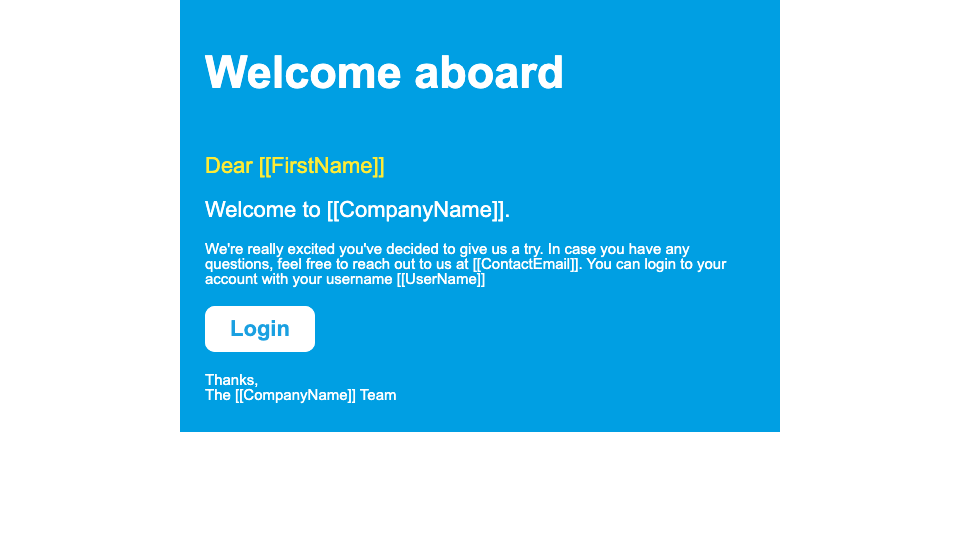 Welcome aboard
Dear [[FirstName]]
Welcome to [[CompanyName]].
We're really excited you've decided to give us a try. In case you have any
questions, feel free to reach out to us at [[ContactEmail]]. You can login to your
account with your username [[UserName]]
Login
Thanks,
The [[CompanyName]] Team